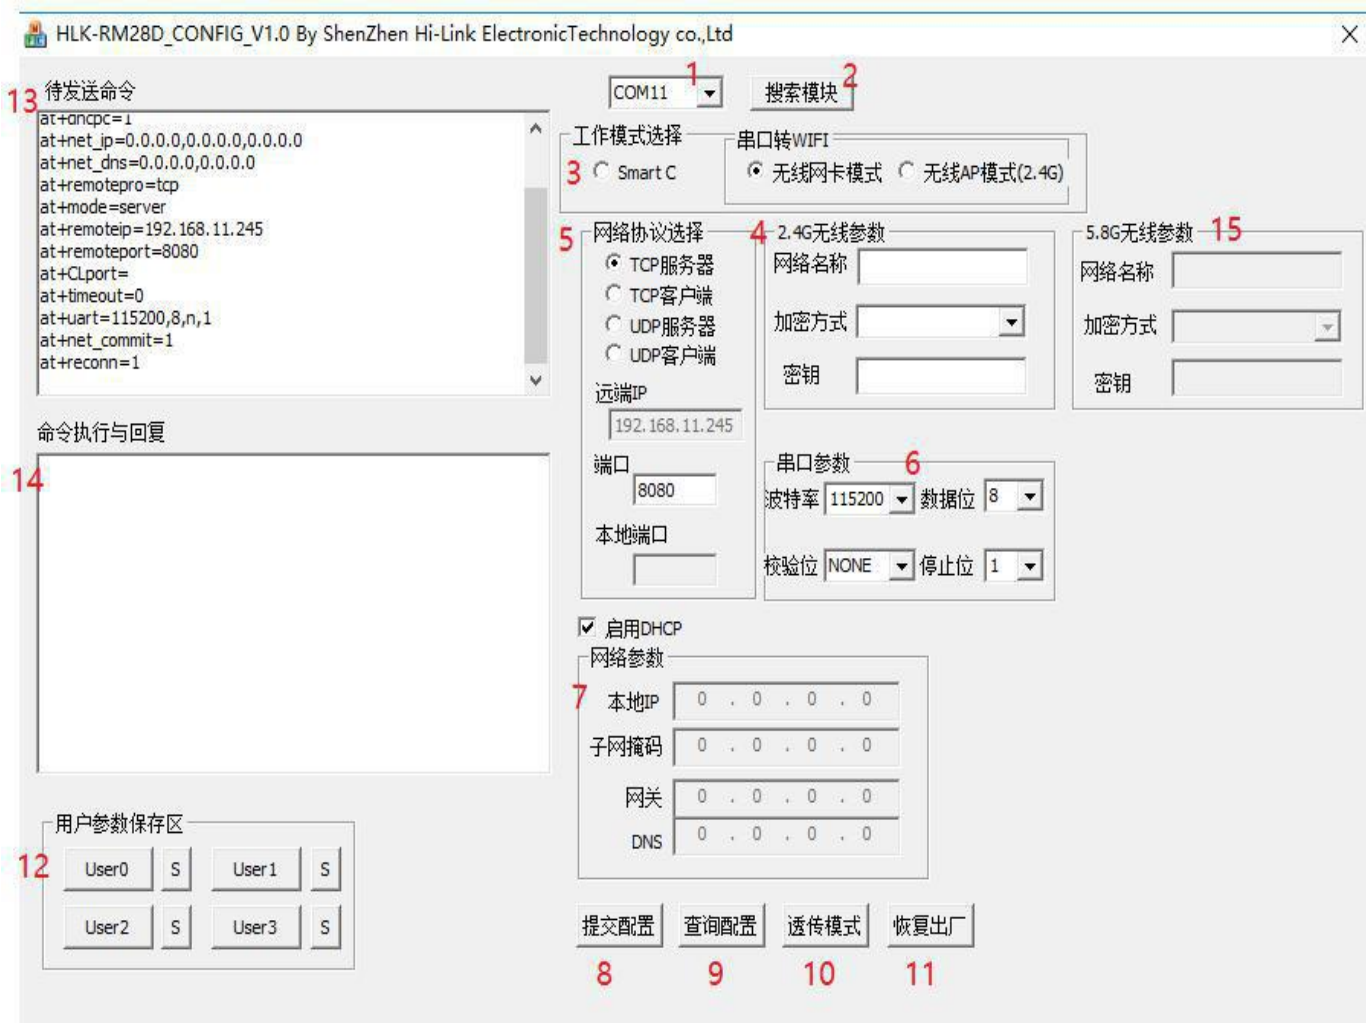 HLK-RM28D_CONFIG_V1.0 By ShenZhen Hi-Link ElectronicTechnology co.,Ltd
13 待发送命令
at+dhcpc=1
at+net_ip=0.0.0.0,0.0.0.0,0.0.0.0
at+net_dns=0.0.0.0,0.0.0.0
at+remotepro=tcp
at+mode=server
at+remoteip=192.168.11.245
at+remoteport=8080
at+CLport=
at+timeout=0
at+uart=115200,8,n,1
at+net_commit=1
at+reconn=1
命令执行与回复
14
用户参数保存区
12
User0 S User1 S
User2 S User3 S
COM11 1 搜索模块 2
工作模式选择
3 Smart C
串口转WIFI
无线网卡模式 无线AP模式(2.4G)
5 网络协议选择
TCP服务器
TCP客户端
UDP服务器
UDP客户端
远端IP
192.168.11.245
端口
8080
本地端口
4 2.4G无线参数
网络名称
加密方式
密钥
5.8G无线参数 15
网络名称
加密方式
密钥
串口参数 6
波特率 115200 数据位 8
校验位 NONE 停止位 1
启用DHCP
网络参数
7
本地IP 0 . 0 . 0 . 0
子网掩码 0 . 0 . 0 . 0
网关 0 . 0 . 0 . 0
DNS 0 . 0 . 0 . 0
提交配置 查询配置 透传模式 恢复出厂
8 9 10 11